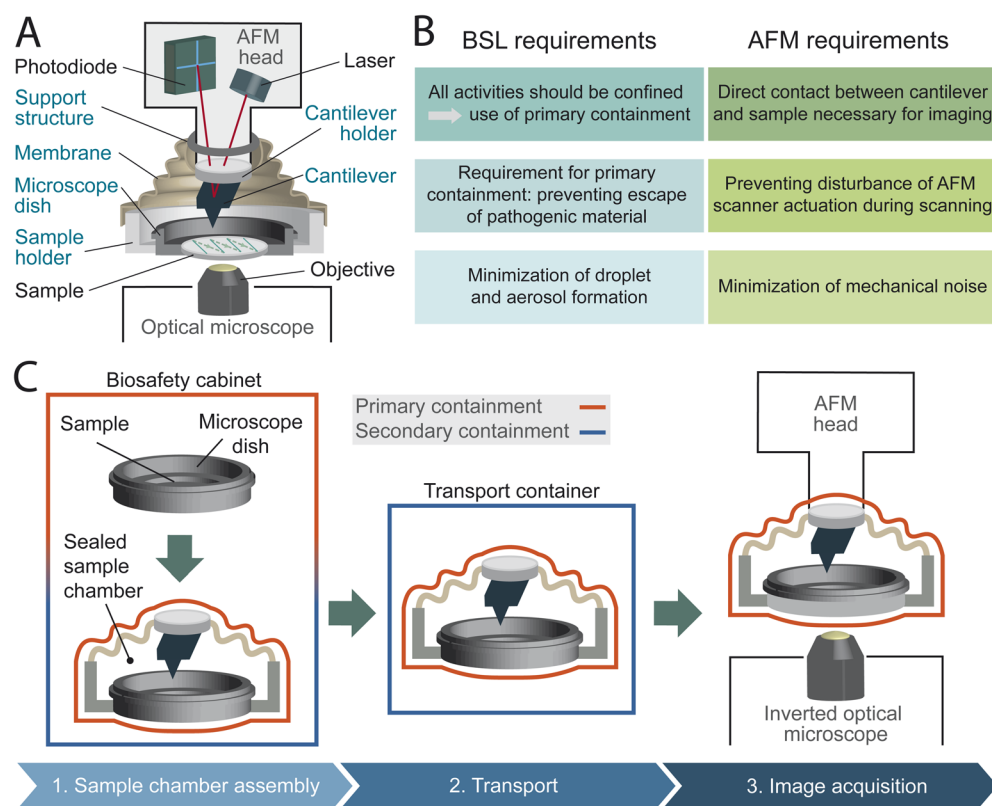 A
AFM
head
Photodiode
Laser
Support
structure
Cantilever
holder
Membrane
Cantilever
Microscope
dish
Sample
holder
Sample
Objective
Optical microscope
B
BSL requirements
AFM requirements
All activities should be confined
use of primary containment
Direct contact between cantilever
and sample necessary for imaging
Requirement for primary
containment: preventing escape
of pathogenic material
Preventing disturbance of AFM
scanner actuation during scanning
Minimization of droplet
and aerosol formation
Minimization of mechanical noise
C
Biosafety cabinet
Sample
Microscope
dish
Sealed
sample
chamber
Primary containment
Secondary containment
Transport container
AFM
head
Inverted optical
microscope
1. Sample chamber assembly
2. Transport
3. Image acquisition